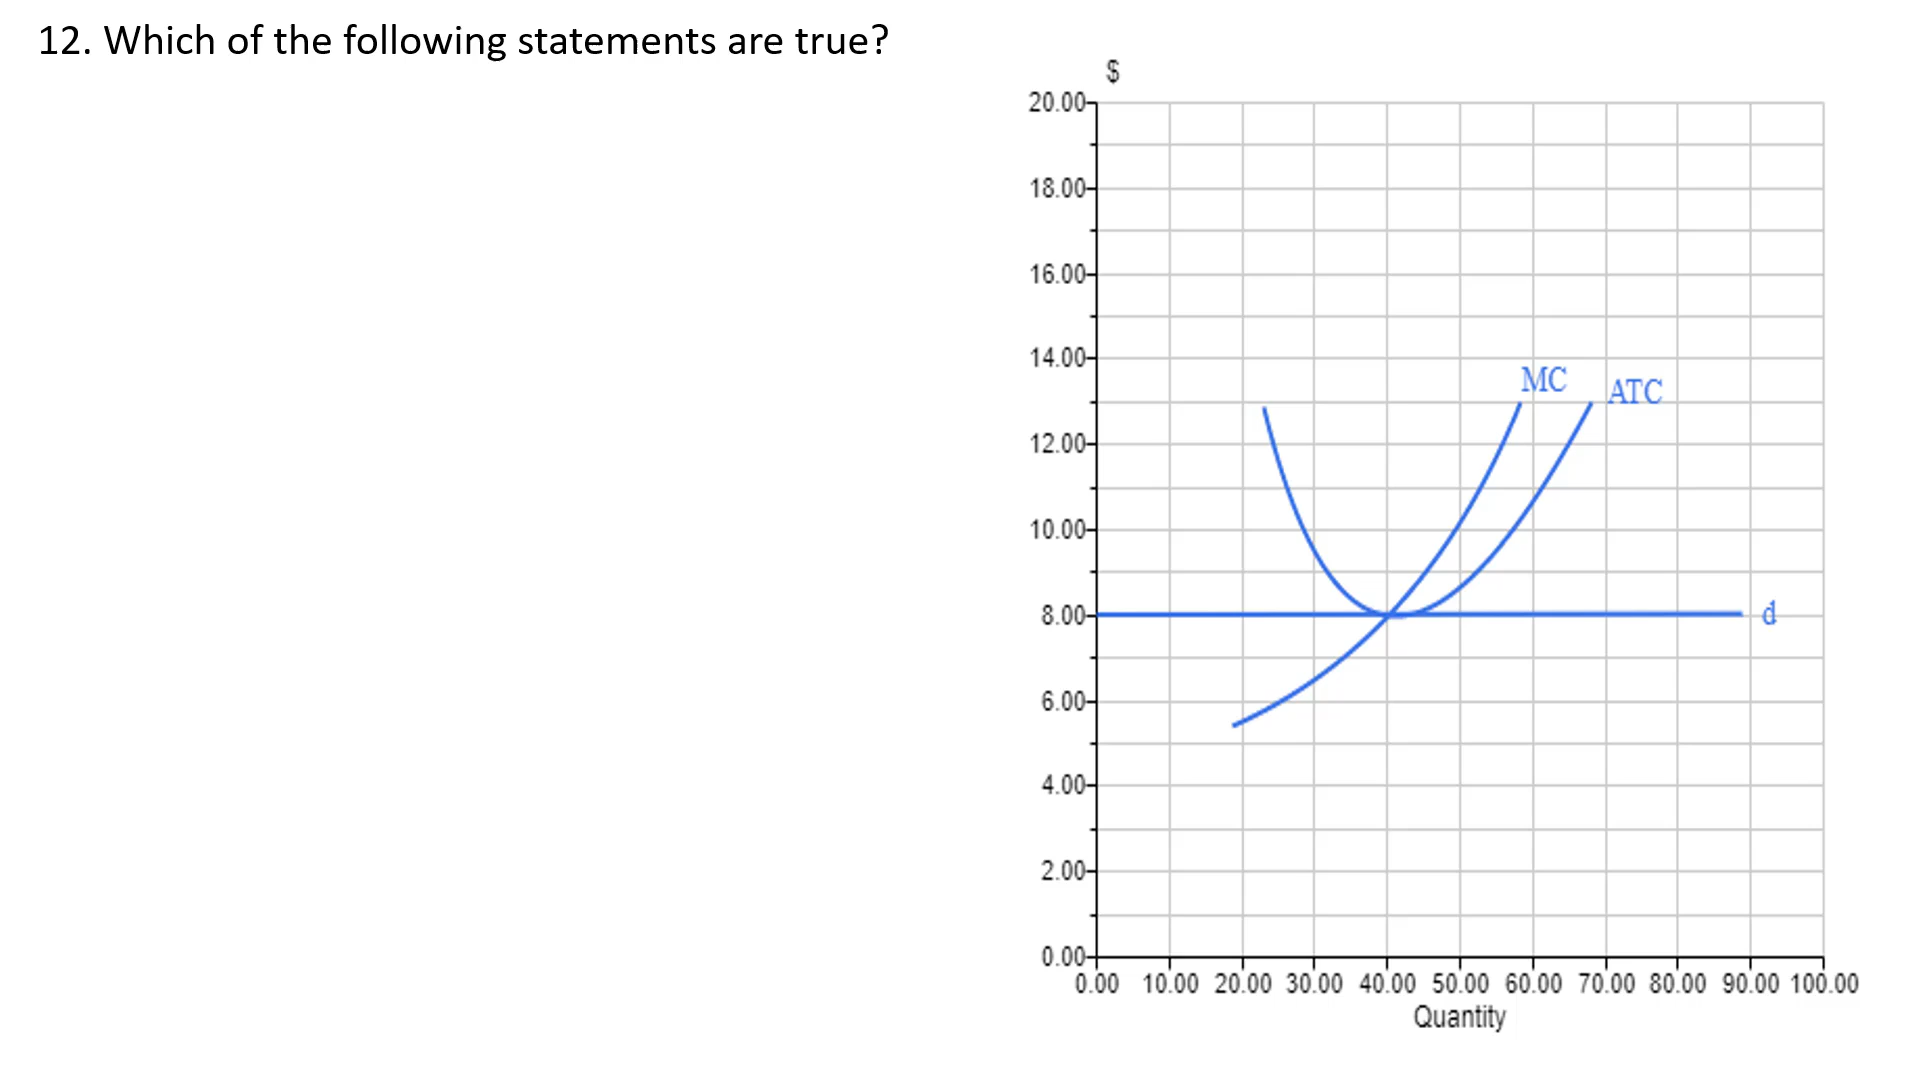 12. Which of the following statements are true?
$
20.00
18.00
16.00
14.00
MC
ATC
12.00
10.00
8.00
d
6.00
4.00
2.00
0.00
0.00 10.00 20.00 30.00 40.00 50.00 60.00 70.00 80.00 90.00 100.00
Quantity